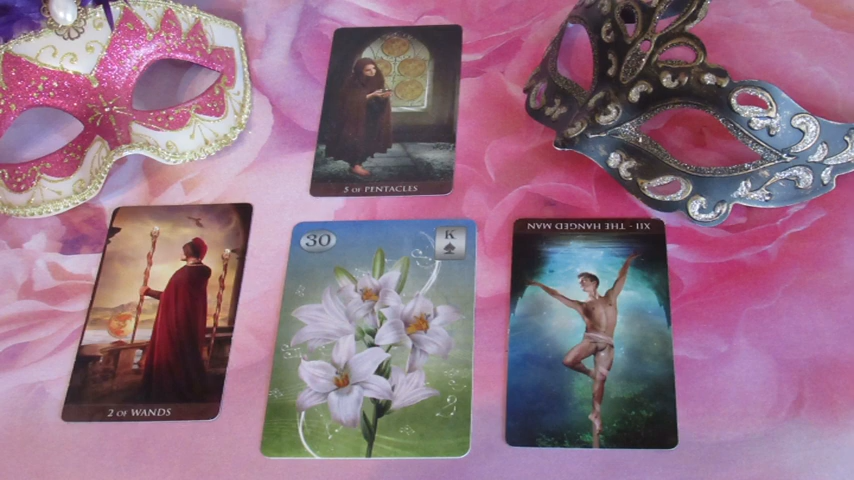 5 OF PENTACLES
30
K
XII - THE HANGED MAN
2 OF WANDS